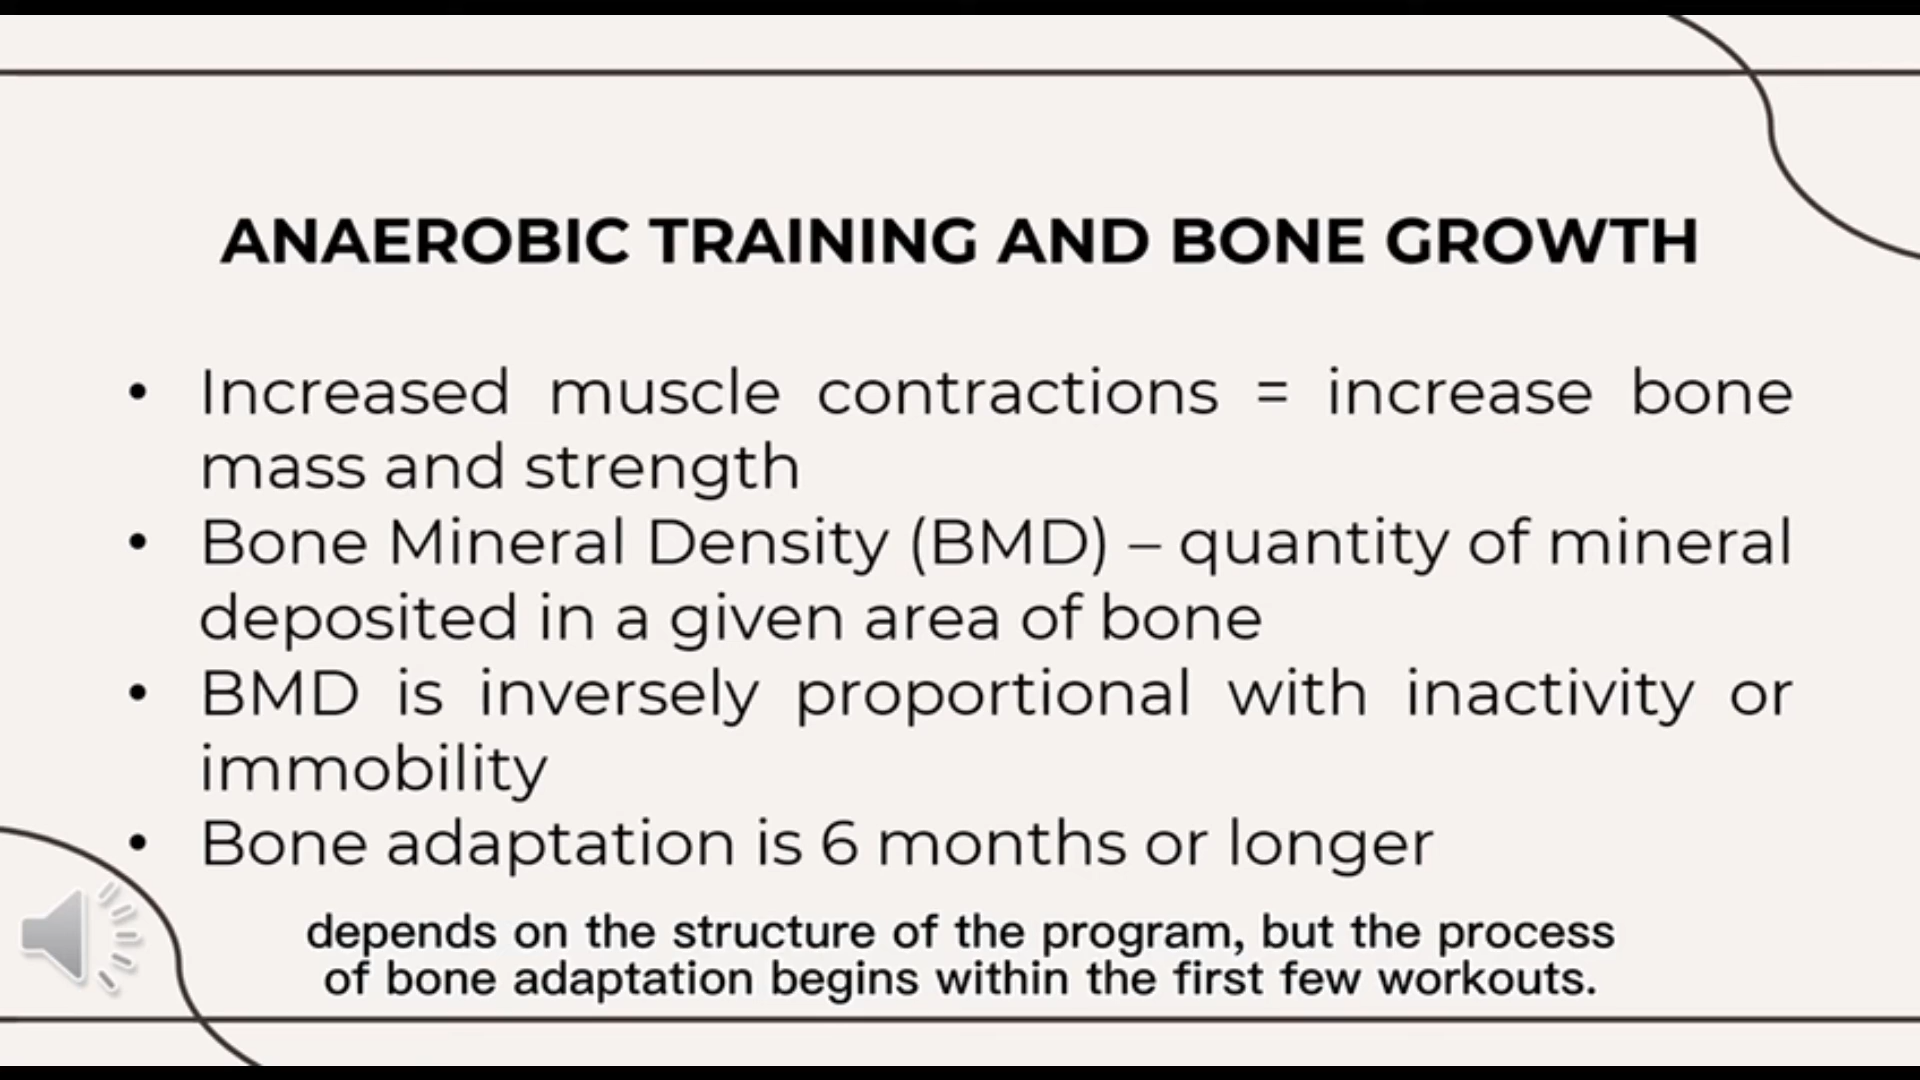 ANAEROBIC TRAINING AND BONE GROWTH
• Increased muscle contractions = increase bone
mass and strength
• Bone Mineral Density (BMD) – quantity of mineral
deposited in a given area of bone
• BMD is inversely proportional with inactivity or
immobility
• Bone adaptation is 6 months or longer
depends on the structure of the program, but the process
of bone adaptation begins within the first few workouts.